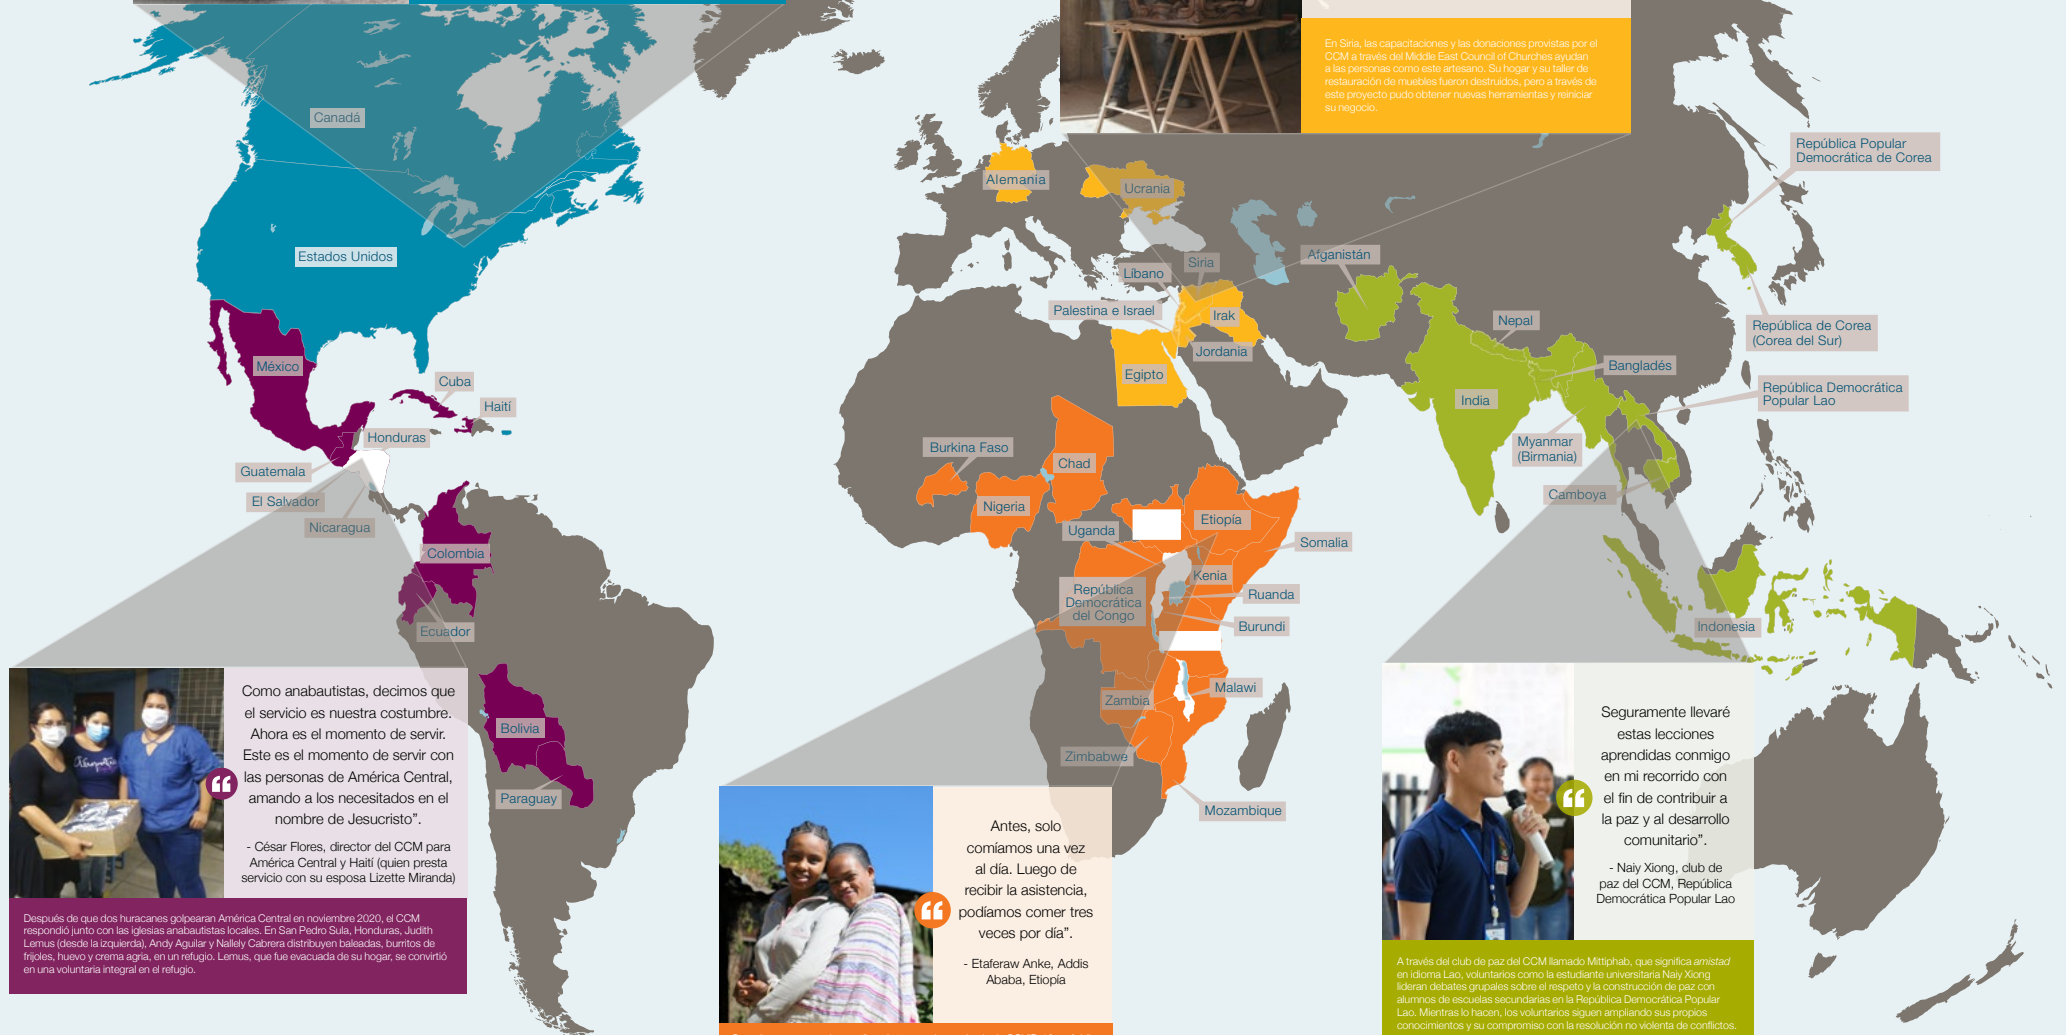 En Siria, las capacitaciones y las donaciones provistas por el
CCM a través del Middle East Council of Churches ayudan
a las personas como este artesano. Su hogar y su taller de
restauración de muebles fueron destruidos, pero a través de
este proyecto pudo obtener nuevas herramientas y reiniciar
su negocio.
Canadá
Estados Unidos
México
Cuba
Haití
Honduras
Guatemala
El Salvador
Nicaragua
Colombia
Ecuador
Bolivia
Paraguay
Alemania
Ucrania
Siria
Líbano
Palestina e Israel
Irak
Jordania
Egipto
Burkina Faso
Chad
Nigeria
Etiopía
Uganda
Somalia
Kenia
República
Democrática
del Congo
Ruanda
Burundi
Zambia
Malawi
Zimbabwe
Mozambique
Afganistán
República Popular
Democrática de Corea
República de Corea
(Corea del Sur)
Nepal
Bangladés
India
República Democrática
Popular Lao
Myanmar
(Birmania)
Camboya
Indonesia
Como anabautistas, decimos que
el servicio es nuestra costumbre.
Ahora es el momento de servir.
Este es el momento de servir con
las personas de América Central,
amando a los necesitados en el
nombre de Jesucristo”.
- César Flores, director del CCM para
América Central y Haití (quien presta
servicio con su esposa Lizette Miranda)
Después de que dos huracanes golpearan América Central en noviembre 2020, el CCM
respondió junto con las iglesias anabautistas locales. En San Pedro Sula, Honduras, Judith
Lemus (desde la izquierda), Andy Aguilar y Nallely Cabrera distribuyen baleadas, burritos de
frijoles, huevo y crema agria, en un refugio. Lemus, que fue evacuada de su hogar, se convirtió
en una voluntaria integral en el refugio.
Antes, solo
comíamos una vez
al día. Luego de
recibir la asistencia,
podíamos comer tres
veces por día”.
- Etaferaw Anke, Addis
Ababa, Etiopía
Seguramente llevaré
estas lecciones
aprendidas conmigo
en mi recorrido con
el fin de contribuir a
la paz y al desarrollo
comunitario”.
- Naiy Xiong, club de
paz del CCM, República
Democrática Popular Lao
A través del club de paz del CCM llamado Mittiphab, que significa amistad
en idioma Lao, voluntarios como la estudiante universitaria Naiy Xiong
lideran debates grupales sobre el respeto y la construcción de paz con
alumnos de escuelas secundarias en la República Democrática Popular
Lao. Mientras lo hacen, los voluntarios siguen ampliando sus propios
conocimientos y su compromiso con la resolución no violenta de conflictos.